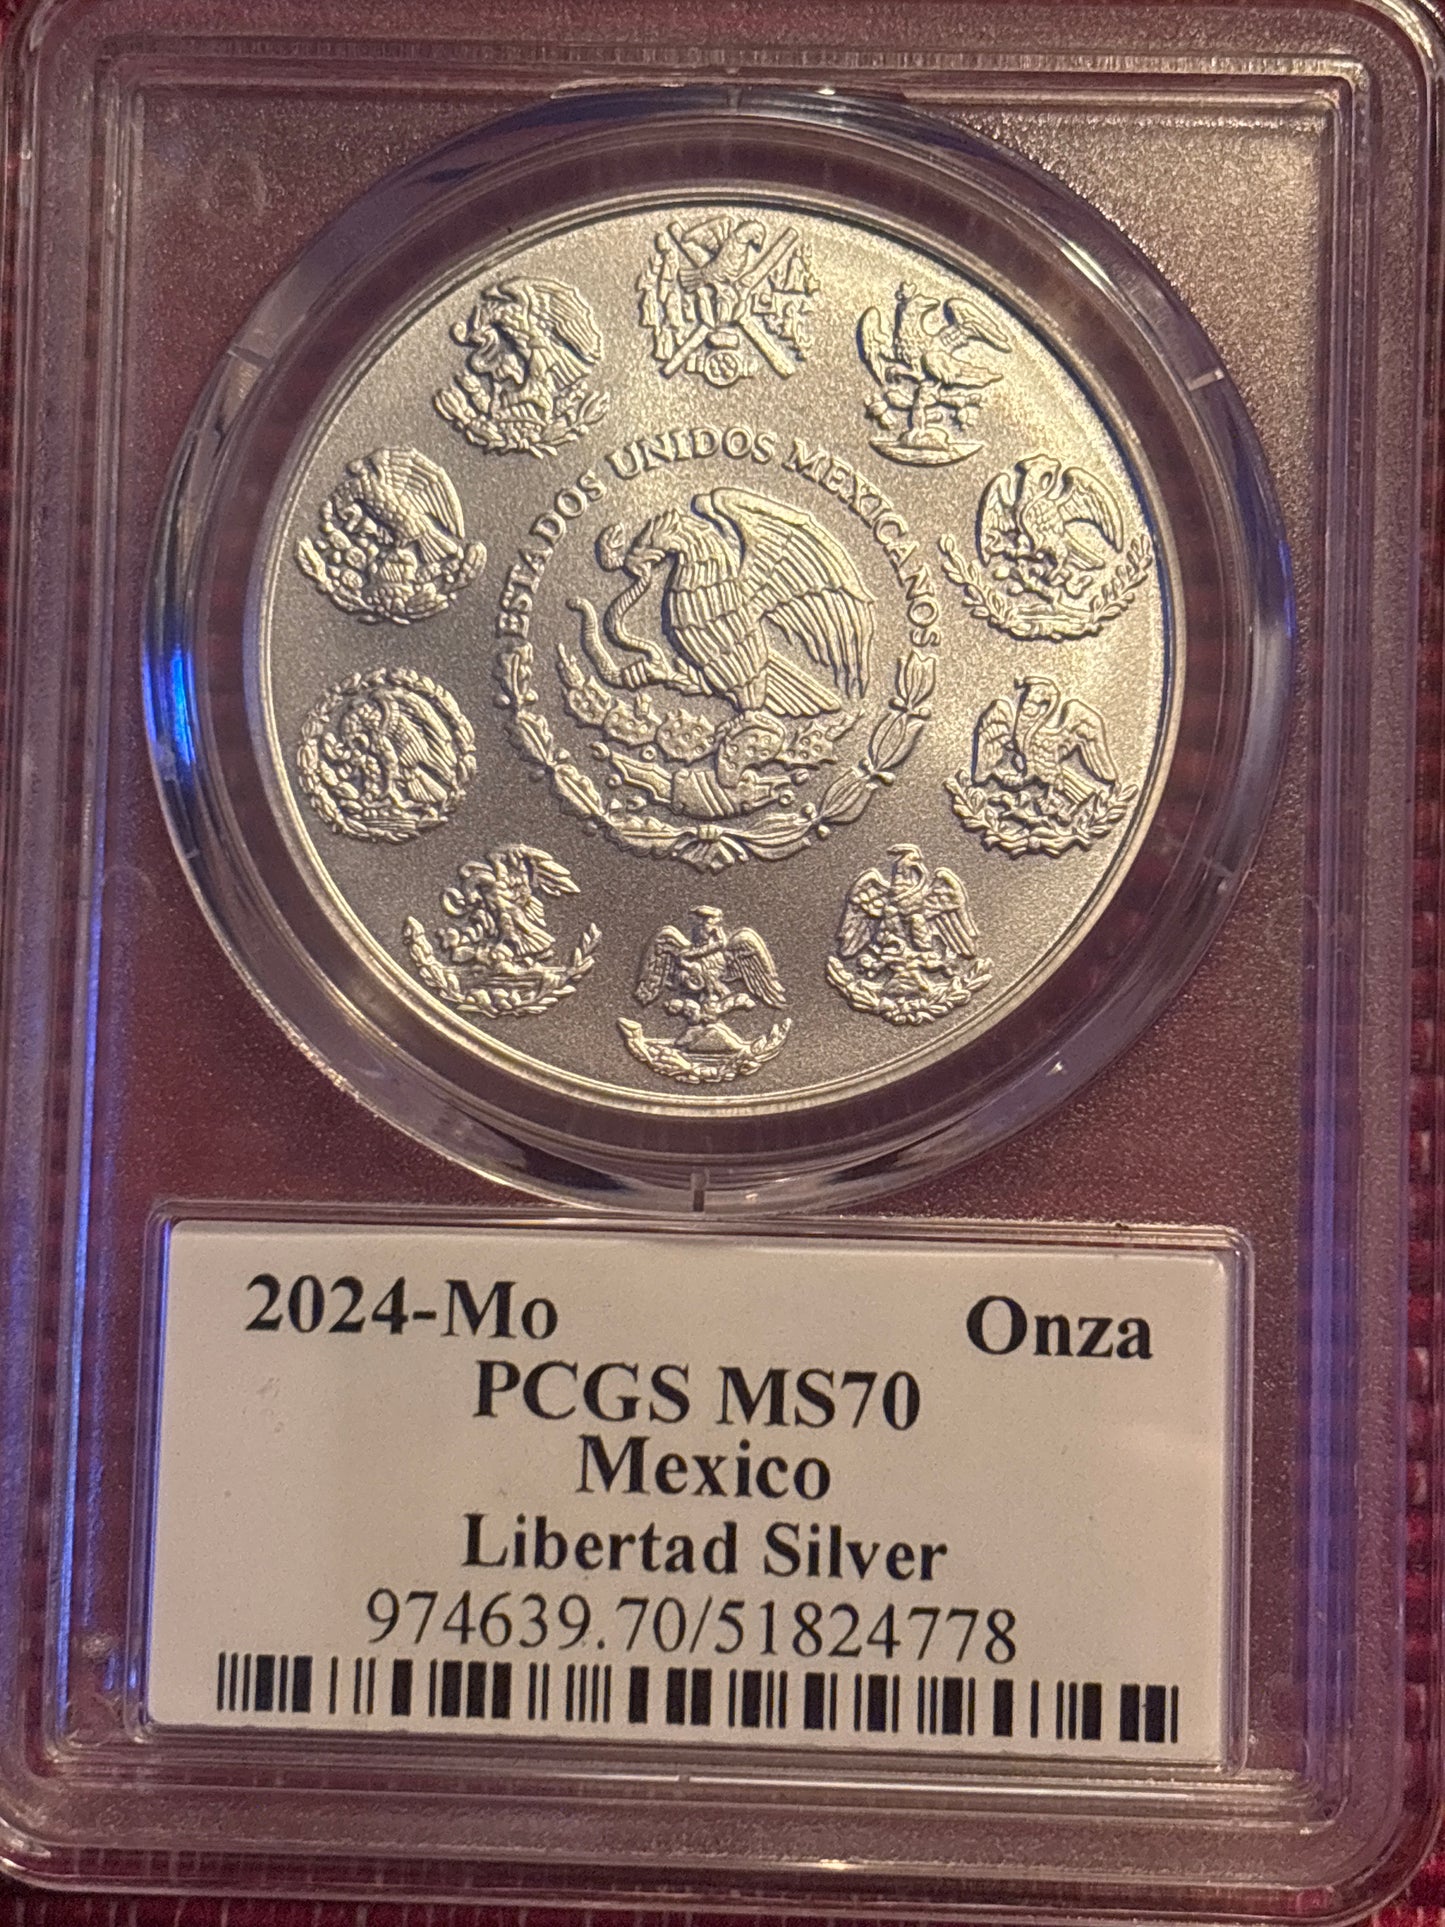 ESTADOS UNIDOS MEXICANOS
2024-Mo Onza
PCGS MS70
Mexico
Libertad Silver
974639.70/51824778